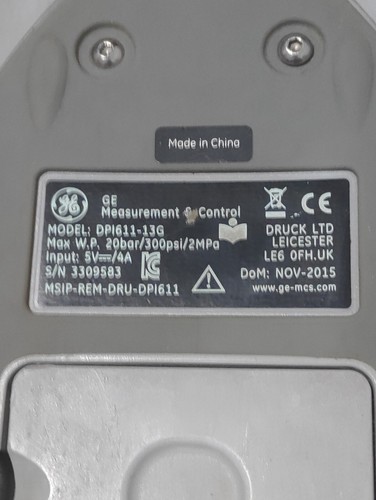 Made in China
GE
GE
Measurement & Control
MODEL: DPI611-13G
Max W.P. 20bar/300psi/2MPa
Input: 5V⎓/4A
S/N 3309583
MSIP-REM-DRU-DPI611
CE
DRUCK LTD
LEICESTER
LE6 0FH.UK
DoM: NOV-2015
www.ge-mcs.com